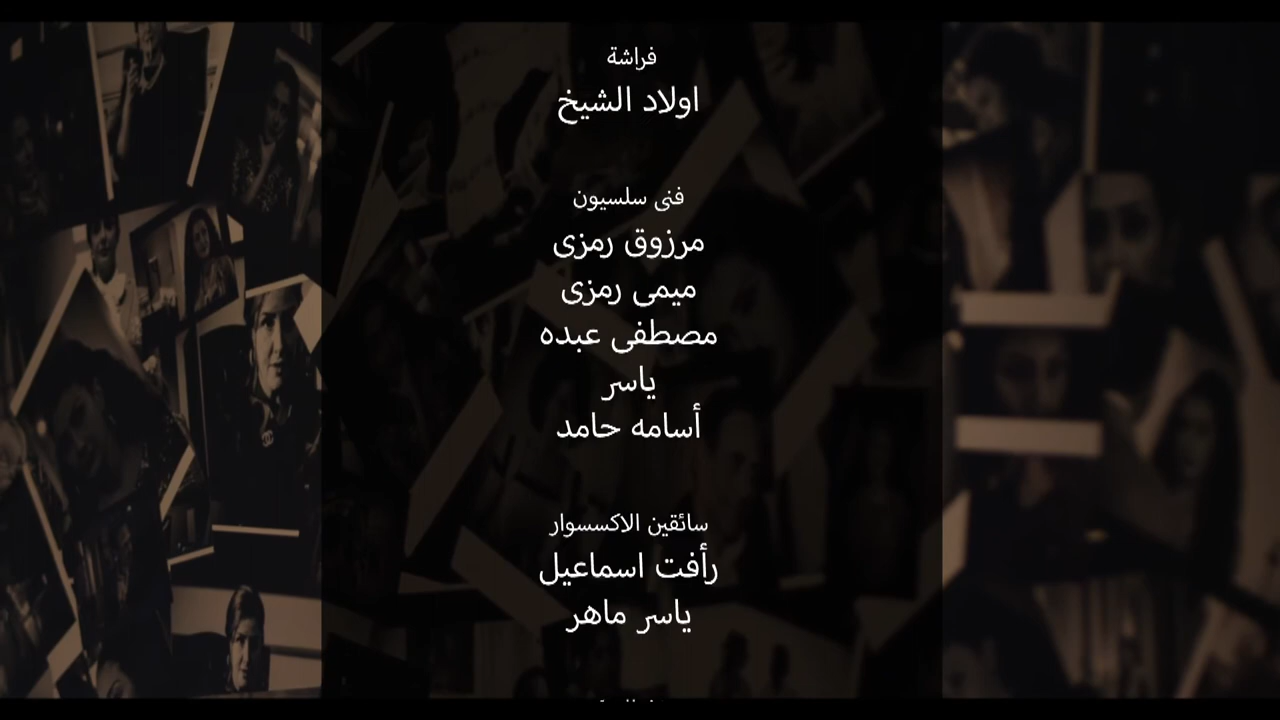 فراشة
اولاد الشيخ
فنى سلسيون
مرزوق رمزى
ميمى رمزى
مصطفى عبده
ياسر
أسامه حامد
سائقين الاكسسوار
رأفت اسماعيل
ياسر ماهر